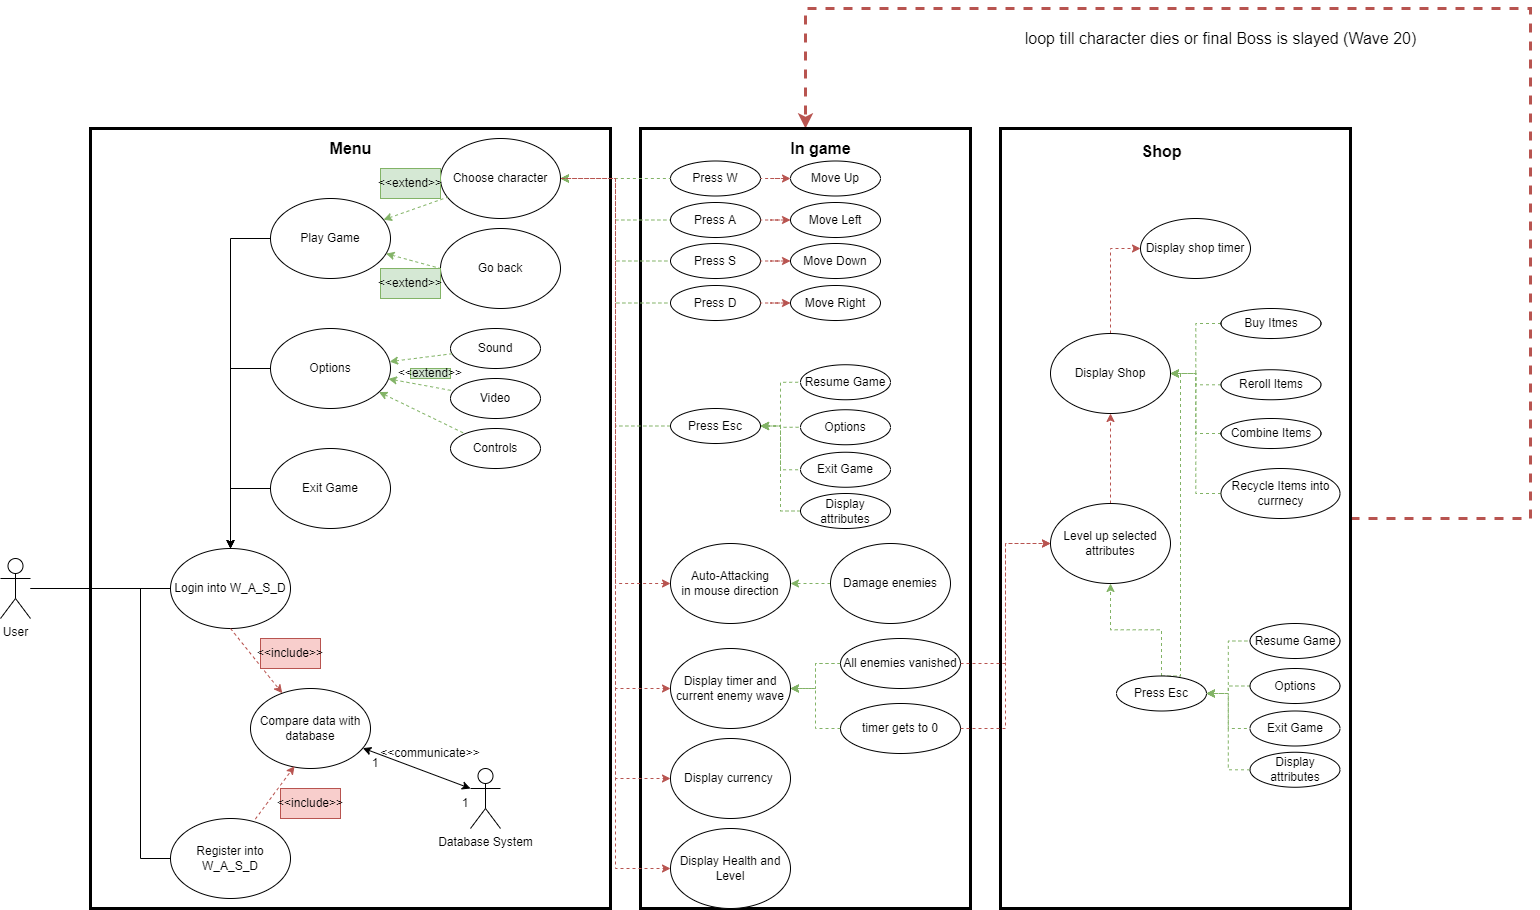 loop till character dies or final Boss is slayed (Wave 20)
Menu
Choose character
<<extend>>
Play Game
Go back
<<extend>>
Sound
Options
<<extend>>
Video
Controls
Exit Game
Login into W_A_S_D
User
<<include>>
Compare data with
database
<<communicate>>
1
1
<<include>>
Database System
Register into
W_A_S_D
In game
Press W
Move Up
Press A
Move Left
Press S
Move Down
Press D
Move Right
Resume Game
Press Esc
Options
Exit Game
Display
attributes
Auto-Attacking
in mouse direction
Damage enemies
All enemies vanished
Display timer and
current enemy wave
timer gets to 0
Display currency
Display Health and
Level
Shop
Display shop timer
Buy Itmes
Display Shop
Reroll Items
Combine Items
Recycle Items into
currnecy
Level up selected
attributes
Resume Game
Press Esc
Options
Exit Game
Display
attributes